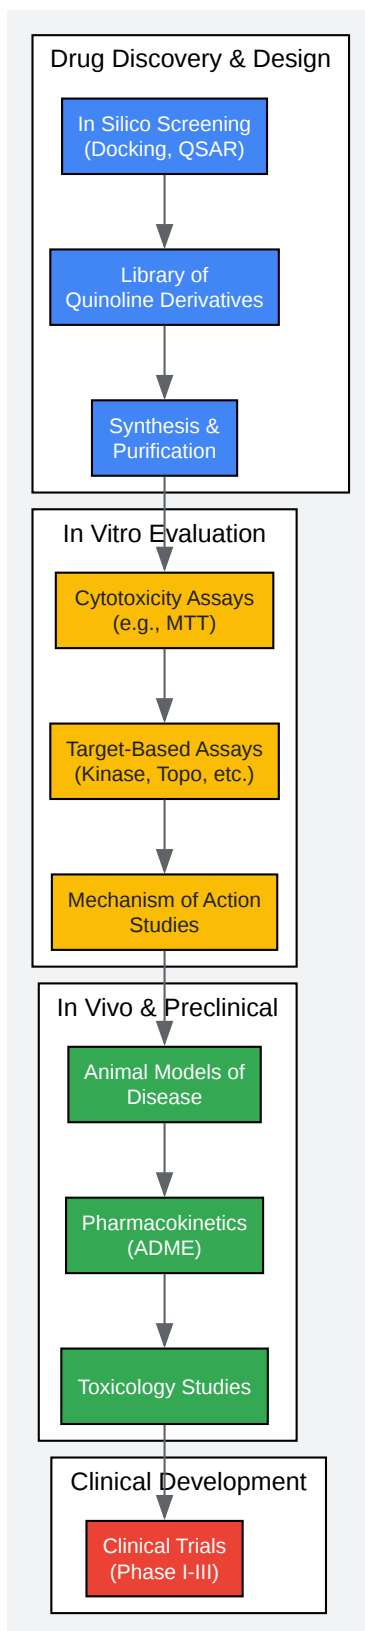 Drug Discovery & Design
In Silico Screening
(Docking, QSAR)
Library of
Quinoline Derivatives
Synthesis &
Purification
In Vitro Evaluation
Cytotoxicity Assays
(e.g., MTT)
Target-Based Assays
(Kinase, Topo, etc.)
Mechanism of Action
Studies
In Vivo & Preclinical
Animal Models of
Disease
Pharmacokinetics
(ADME)
Toxicology Studies
Clinical Development
Clinical Trials
(Phase I-III)